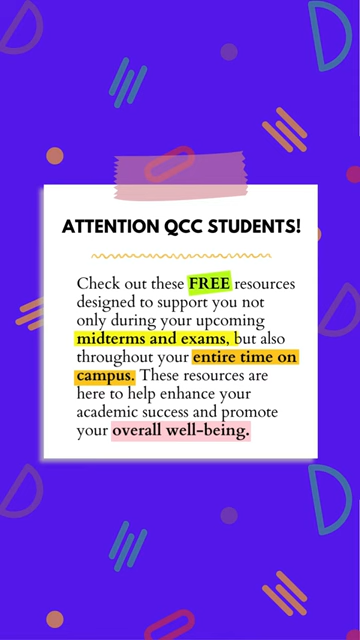 ATTENTION QCC STUDENTS!
Check out these FREE resources
designed to support you not
only during your upcoming
midterms and exams, but also
throughout your entire time on
campus. These resources are
here to help enhance your
academic success and promote
your overall well-being.